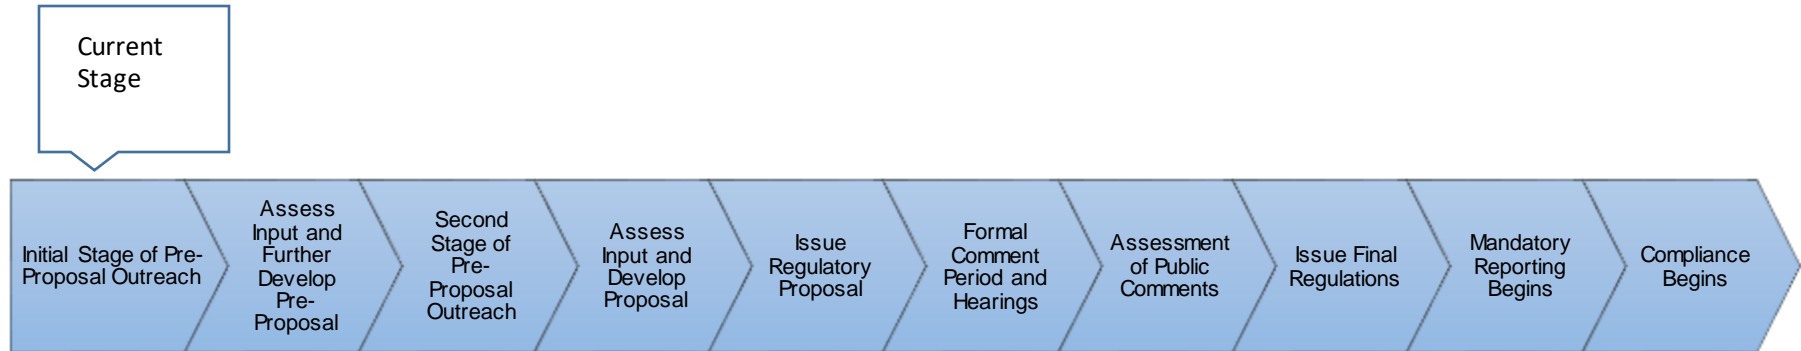 Current
Stage
Initial Stage of Pre-
Proposal Outreach
Assess
Input and
Further
Develop
Pre-
Proposal
Second
Stage of
Pre-
Proposal
Outreach
Assess
Input and
Develop
Proposal
Issue
Regulatory
Proposal
Formal
Comment
Period and
Hearings
Assessment
of Public
Comments
Issue Final
Regulations
Mandatory
Reporting
Begins
Compliance
Begins